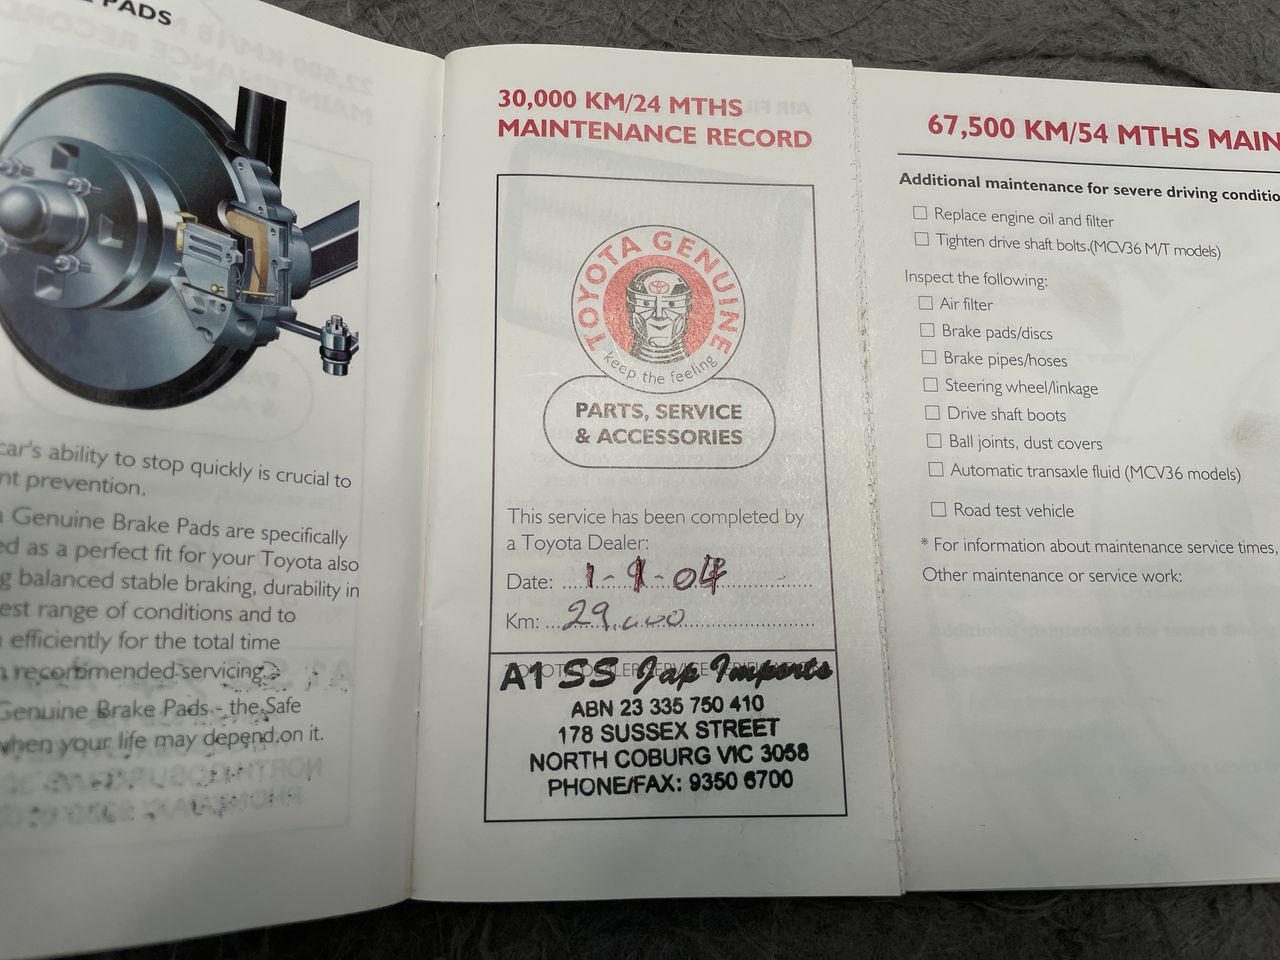 PADS
car's ability to stop quickly is crucial to
nt prevention.
Genuine Brake Pads are specifically
ed as a perfect fit for your Toyota also
g balanced stable braking, durability in
est range of conditions and to
efficiently for the total time
recommended servicing.
Genuine Brake Pads - the Safe
when your life may depend on it.
30,000 KM/24 MTHS
MAINTENANCE RECORD
TOYOTA GENUINE
keep the feeling
PARTS, SERVICE
& ACCESSORIES
This service has been completed by
a Toyota Dealer:
Date: 1-9-04
Km: 29,000
A1 SS Jap Imports
ABN 23 335 750 410
178 SUSSEX STREET
NORTH COBURG VIC 3058
PHONE/FAX: 9350 6700
67,500 KM/54 MTHS MAIN
Additional maintenance for severe driving conditio
Replace engine oil and filter
Tighten drive shaft bolts.(MCV36 M/T models)
Inspect the following:
Air filter
Brake pads/discs
Brake pipes/hoses
Steering wheel/linkage
Drive shaft boots
Ball joints, dust covers
Automatic transaxle fluid (MCV36 models)
Road test vehicle
* For information about maintenance service times,
Other maintenance or service work: